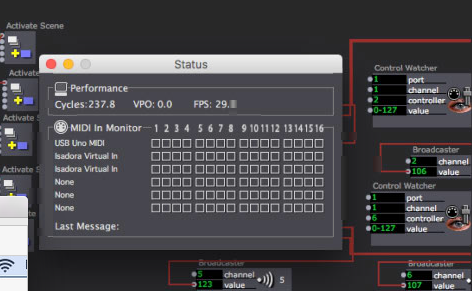 Activate Scene
Activate
Activate S
Activate S
Status
Performance
Cycles:237.8 VPO: 0.0 FPS: 29.
MIDI In Monitor 1 2 3 4 5 6 7 8 9 10 11 12 13 14 15 16
USB Uno MIDI
Isadora Virtual In
Isadora Virtual In
None
None
None
Last Message:
Control Watcher
1 port
1 channel
2 controller
0-127 value
Broadcaster
2 channel
106 value
Control Watcher
1 port
1 channel
6 controller
0-127 value
Broadcaster
5 channel
123 value
5
Broadcaster
6 channel
107 value